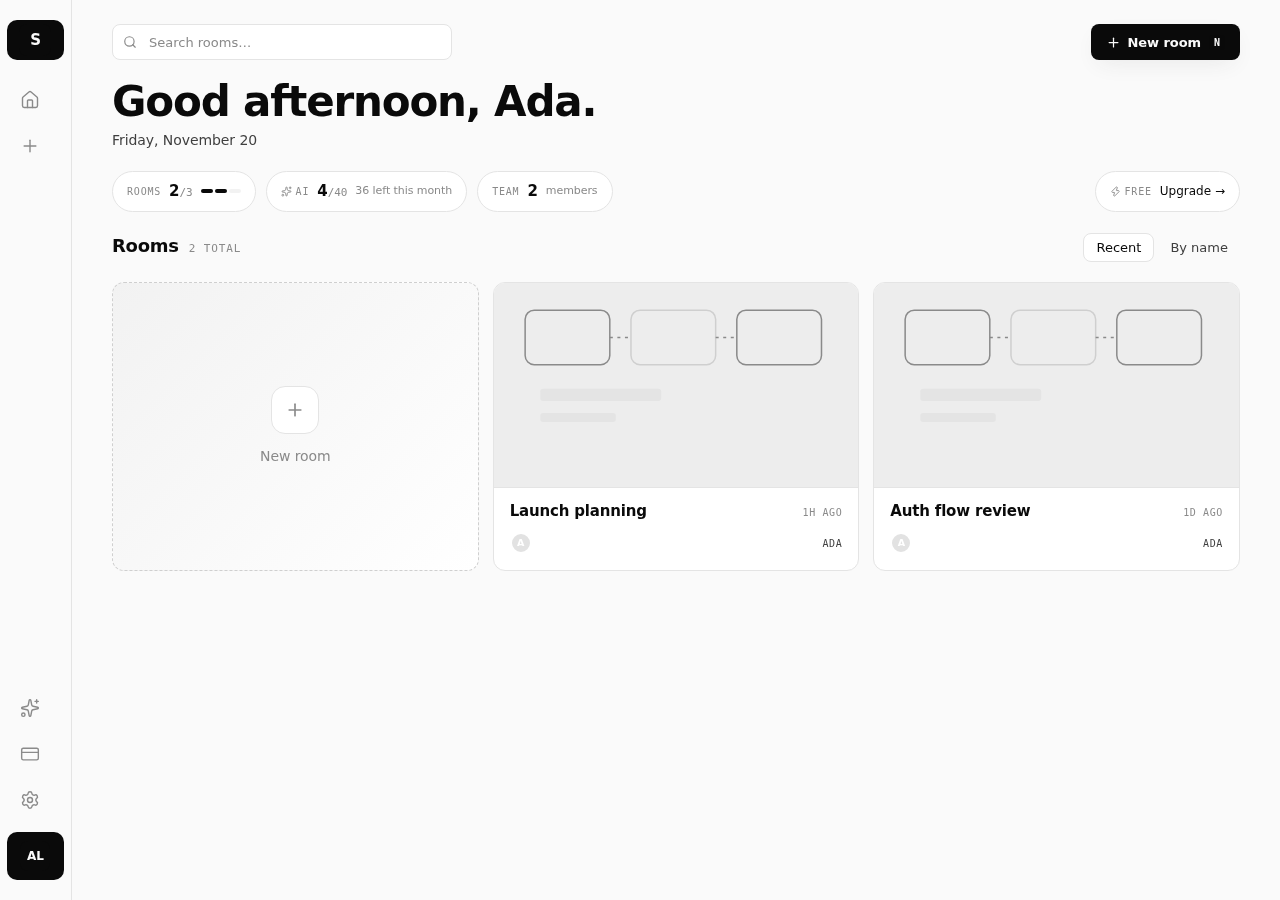 S
Search rooms...
New room N
Good afternoon, Ada.
Friday, November 20
ROOMS 2/3
AI 4/40 36 left this month
TEAM 2 members
FREE Upgrade →
Rooms 2 TOTAL
Recent By name
New room
Launch planning 1H AGO
A ADA
Auth flow review 1D AGO
A ADA
AL